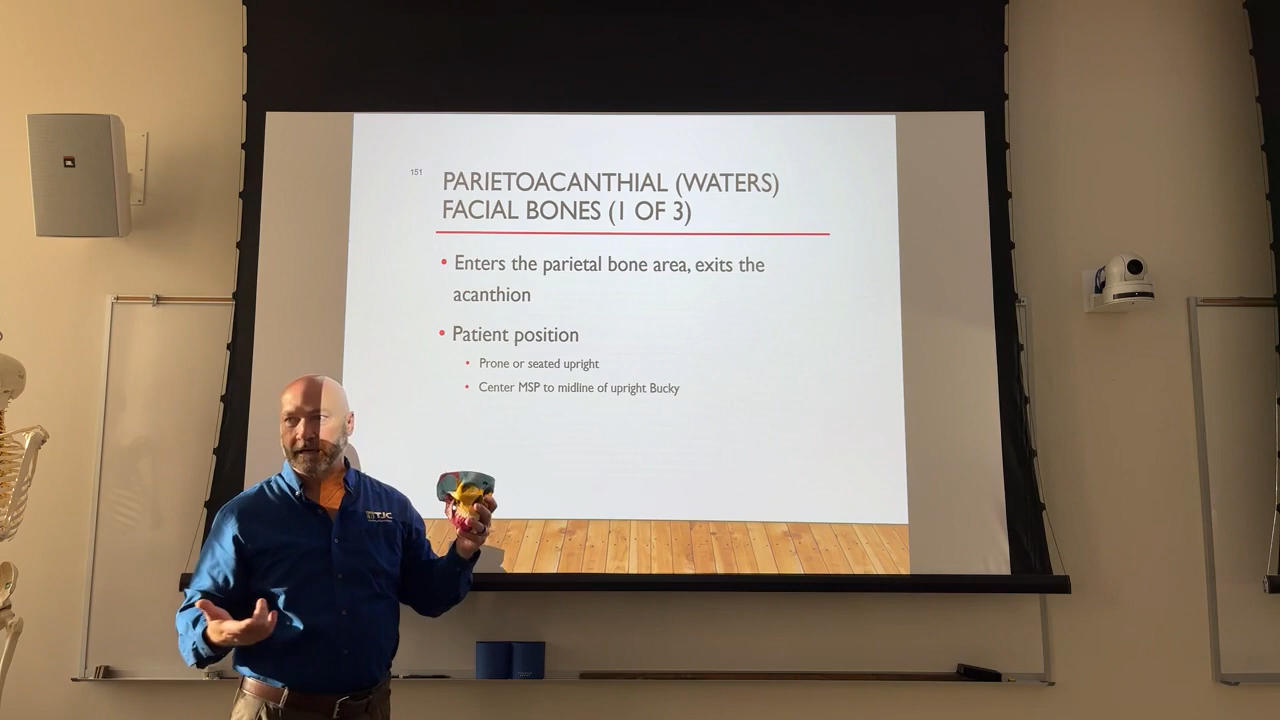 151
PARIETOACANTHIAL (WATERS)
FACIAL BONES (1 OF 3)
• Enters the parietal bone area, exits the
acanthion
• Patient position
• Prone or seated upright
• Center MSP to midline of upright Bucky
TJC
JBL